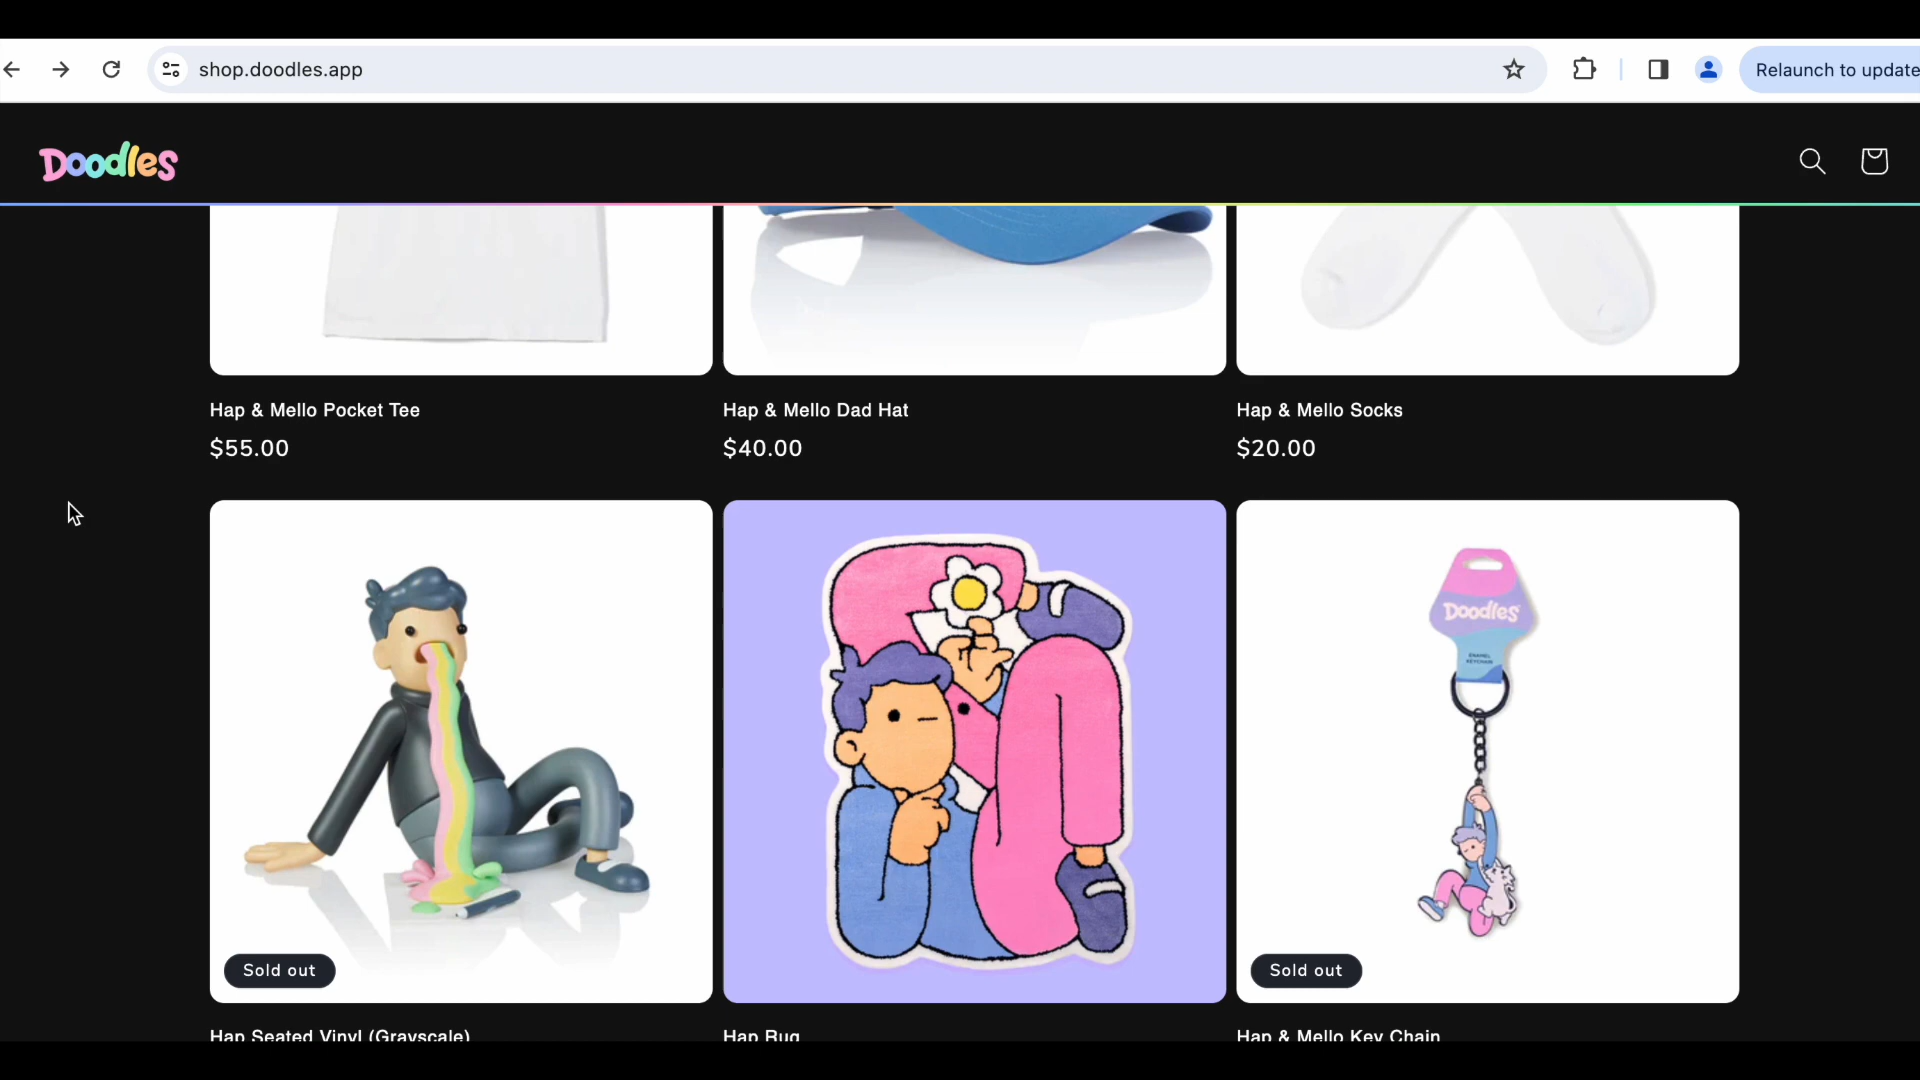 shop.doodles.app
Relaunch to update
Doodles
Hap & Mello Pocket Tee
Hap & Mello Dad Hat
Hap & Mello Socks
$55.00
$40.00
$20.00
Doodles
ENAMEL
KEYCHAIN
Sold out
Sold out
Hap Seated Vinyl (Grayscale)
Hap Rug
Hap & Mello Key Chain